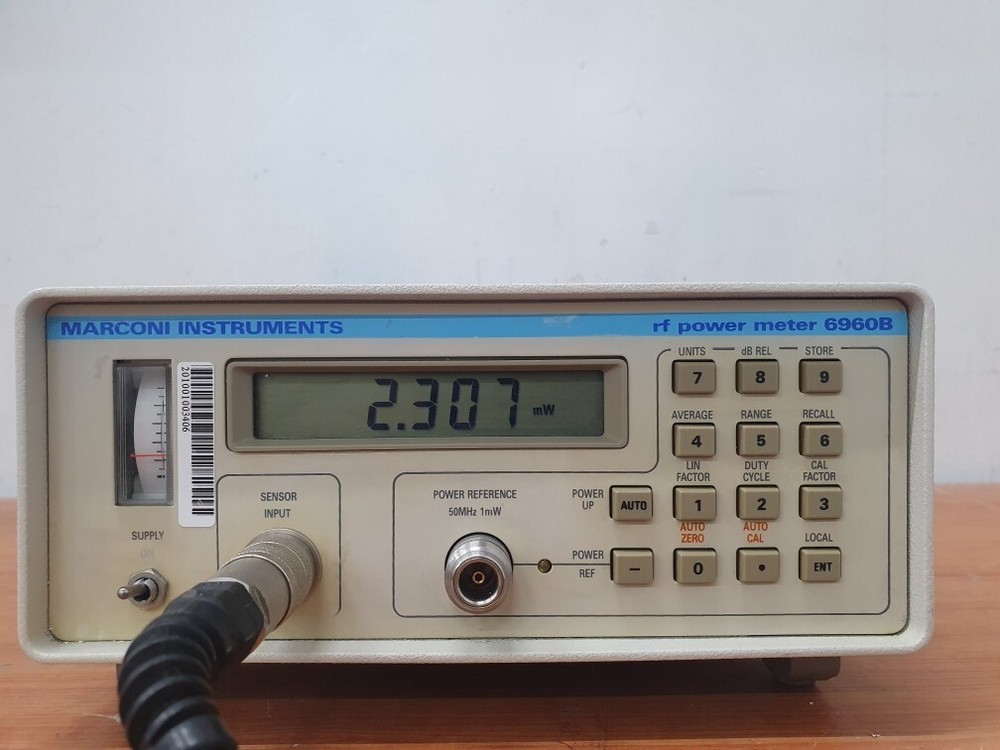 MARCONI INSTRUMENTS
rf power meter 6960B
201001003406
2.307 mW
UNITS
dB REL
STORE
7
8
9
AVERAGE
RANGE
RECALL
4
5
6
LIN
FACTOR
DUTY
CYCLE
CAL
FACTOR
POWER
UP
AUTO
1
2
3
AUTO
ZERO
AUTO
CAL
LOCAL
POWER
REF
−
0
•
ENT
SENSOR
INPUT
POWER REFERENCE
50MHz 1mW
SUPPLY
ON